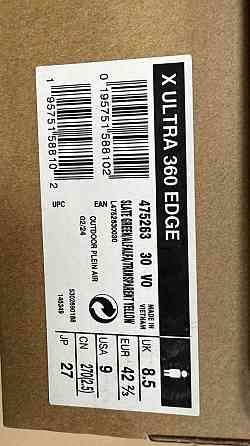 X ULTRA 360 EDGE
0 195751 588102
1 95751 58810 2
475263 30 V0
EAN
UPC
L47526300GO
SLATE GREEN/ALFALFA/TRANSPARENT YELLOW
OUTDOOR PLEIN AIR
02/24
MADE IN
VIETNAM
UK
8.5
EUR
42 ⅔
USA
9
CN
270(2.5)
JP
27